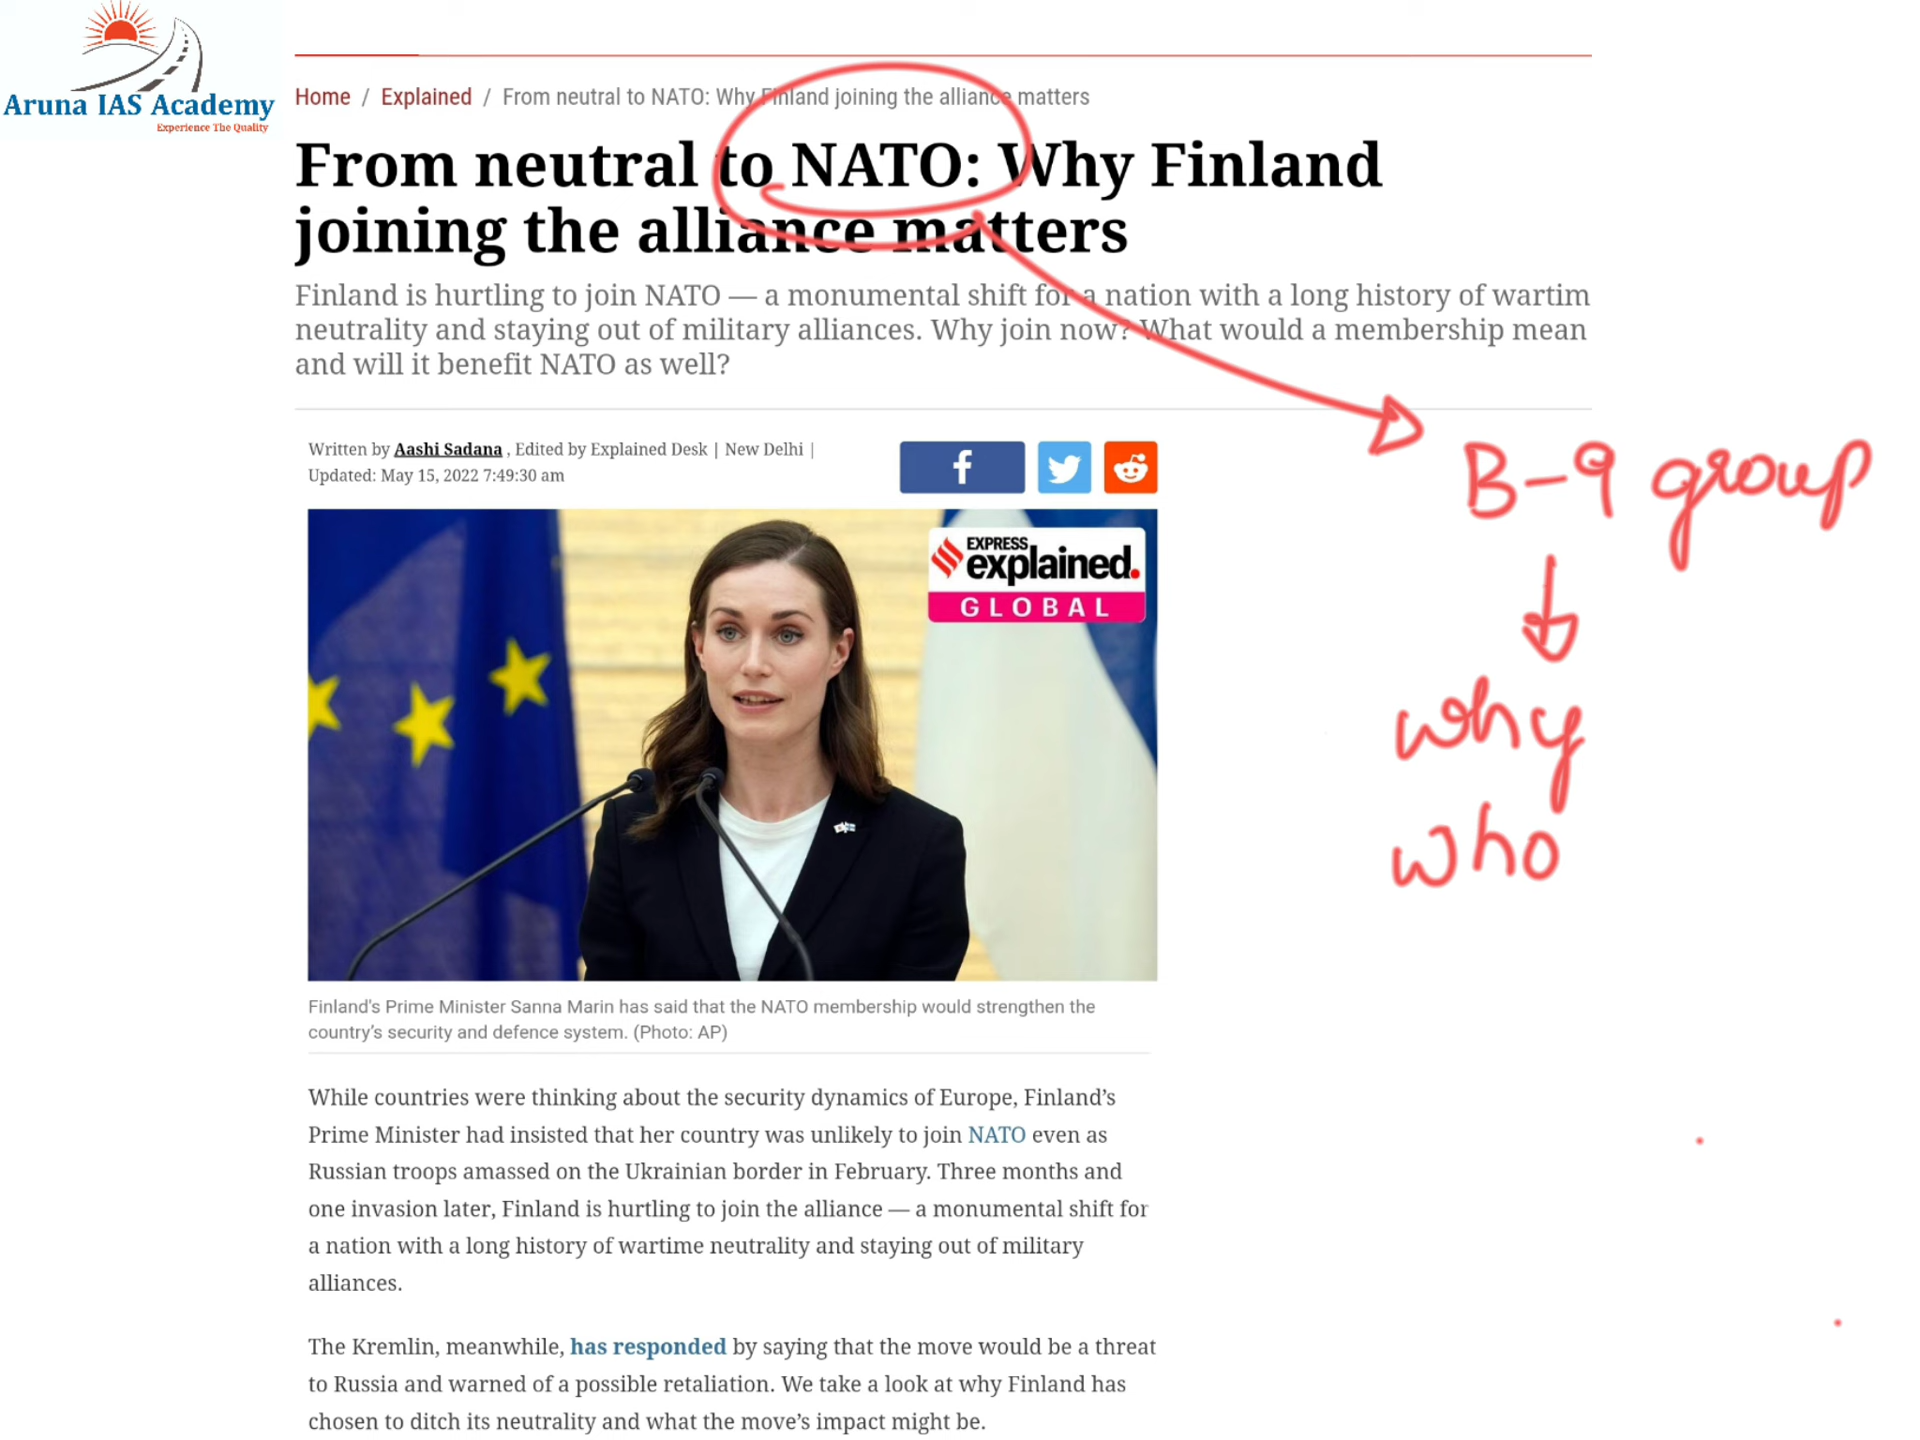 Aruna IAS Academy
Experience The Quality
Home / Explained / From neutral to NATO: Why Finland joining the alliance matters
From neutral to NATO: Why Finland
joining the alliance matters
Finland is hurtling to join NATO — a monumental shift for a nation with a long history of wartim
neutrality and staying out of military alliances. Why join now? What would a membership mean
and will it benefit NATO as well?
Written by Aashi Sadana , Edited by Explained Desk | New Delhi |
Updated: May 15, 2022 7:49:30 am
f
B-9 group
why
who
EXPRESS
explained.
GLOBAL
Finland's Prime Minister Sanna Marin has said that the NATO membership would strengthen the
country's security and defence system. (Photo: AP)
While countries were thinking about the security dynamics of Europe, Finland's
Prime Minister had insisted that her country was unlikely to join NATO even as
Russian troops amassed on the Ukrainian border in February. Three months and
one invasion later, Finland is hurtling to join the alliance — a monumental shift for
a nation with a long history of wartime neutrality and staying out of military
alliances.
The Kremlin, meanwhile, has responded by saying that the move would be a threat
to Russia and warned of a possible retaliation. We take a look at why Finland has
chosen to ditch its neutrality and what the move's impact might be.